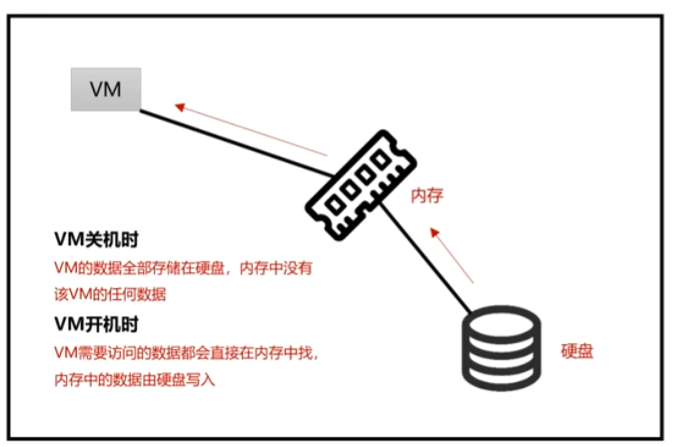 VM
内存
VM关机时
VM的数据全部存储在硬盘，内存中没有
该VM的任何数据
VM开机时
VM需要访问的数据都会直接在内存中找，
内存中的数据由硬盘写入
硬盘